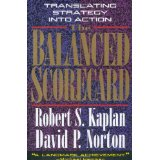 TRANSLATING
STRATEGY INTO ACTION
The
BALANCED
SCORECARD
Robert S. Kaplan
David P. Norton
"A LANDMARK ACHIEVEMENT."